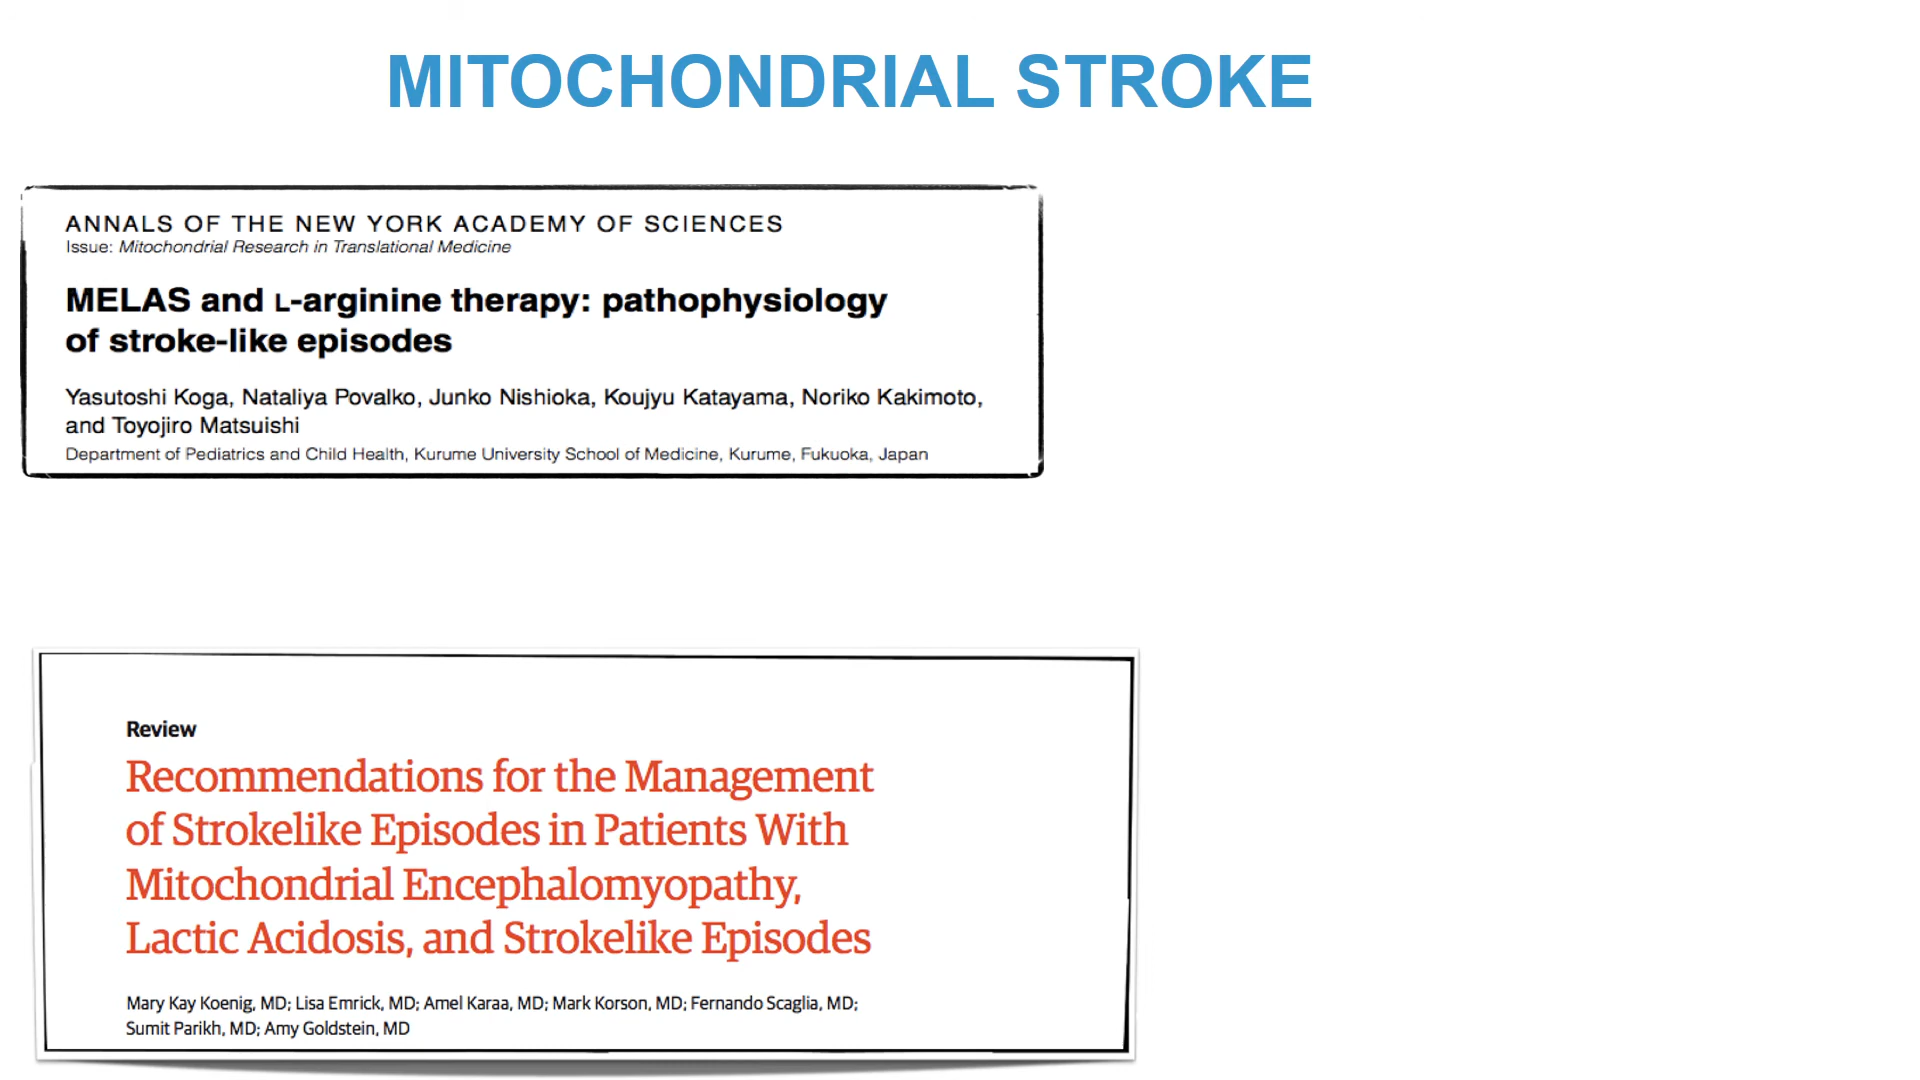 MITOCHONDRIAL STROKE
ANNALS OF THE NEW YORK ACADEMY OF SCIENCES
Issue: Mitochondrial Research in Translational Medicine
MELAS and L-arginine therapy: pathophysiology
of stroke-like episodes
Yasutoshi Koga, Nataliya Povalko, Junko Nishioka, Koujyu Katayama, Noriko Kakimoto,
and Toyojiro Matsuishi
Department of Pediatrics and Child Health, Kurume University School of Medicine, Kurume, Fukuoka, Japan
Review
Recommendations for the Management
of Strokelike Episodes in Patients With
Mitochondrial Encephalomyopathy,
Lactic Acidosis, and Strokelike Episodes
Mary Kay Koenig, MD; Lisa Emrick, MD; Amel Karaa, MD; Mark Korson, MD; Fernando Scaglia, MD;
Sumit Parikh, MD; Amy Goldstein, MD